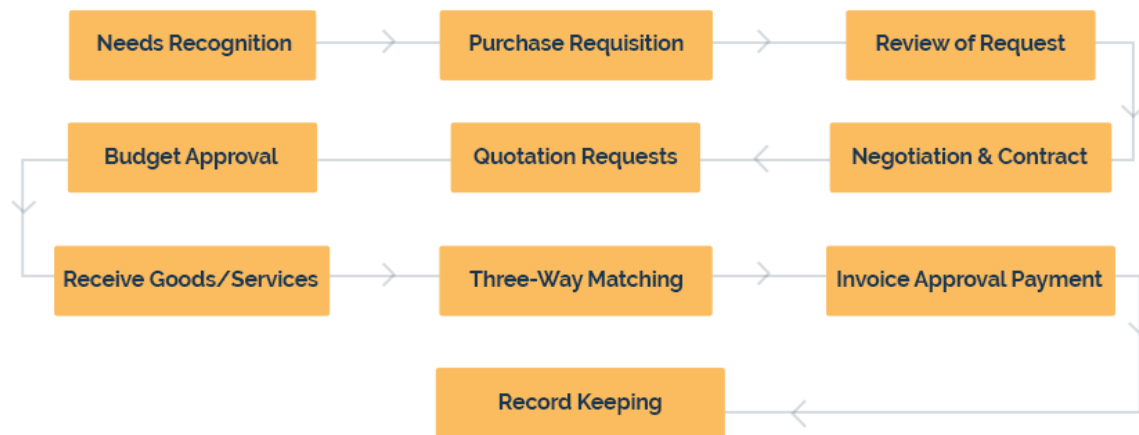 Needs Recognition
Purchase Requisition
Review of Request
Negotiation & Contract
Quotation Requests
Budget Approval
Receive Goods/Services
Three-Way Matching
Invoice Approval Payment
Record Keeping